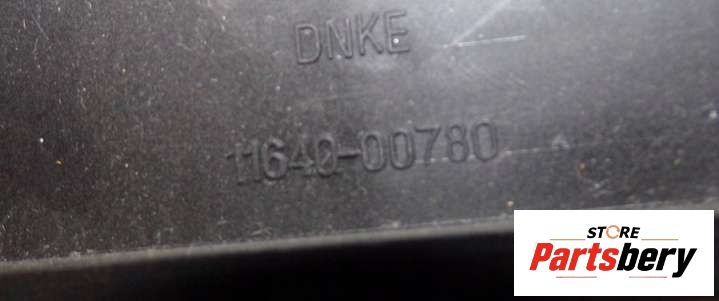 DNKE
11640-00780
STORE
Partsbery